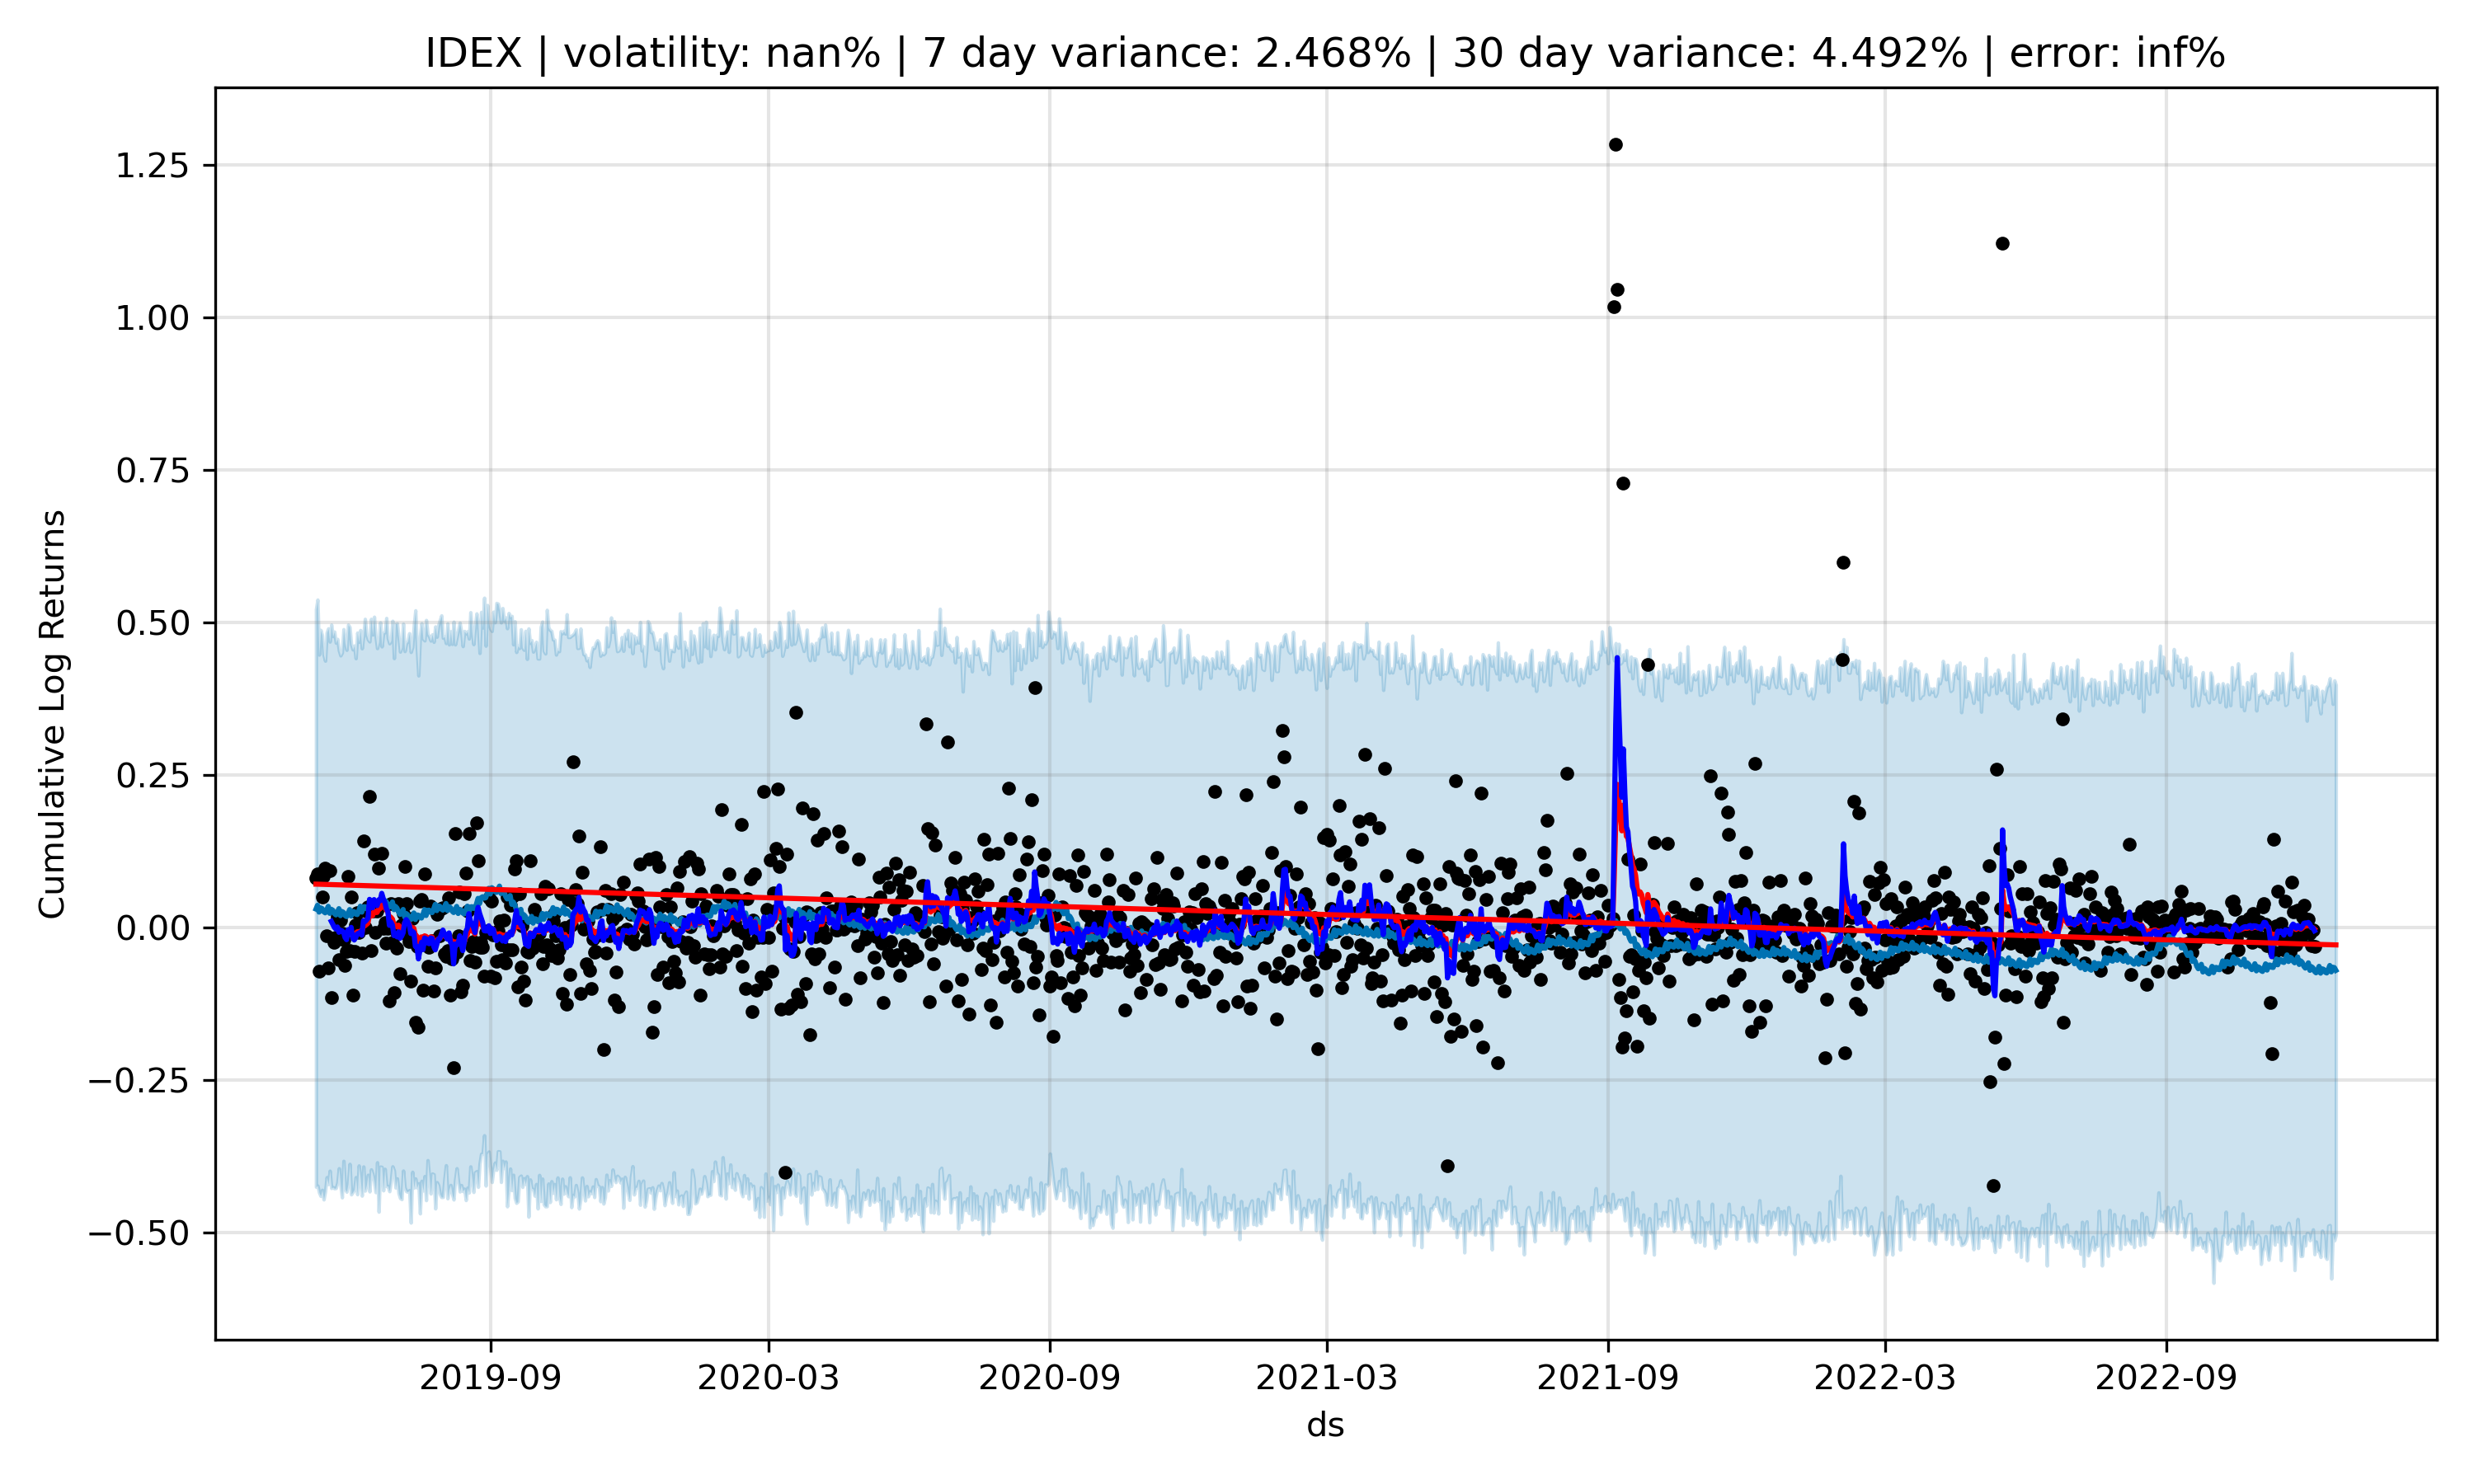 IDEX | volatility: nan% | 7 day variance: 2.468% | 30 day variance: 4.492% | error: inf%
Cumulative Log Returns
1.25
1.00
0.75
0.50
0.25
0.00
−0.25
−0.50
2019-09 2020-03 2020-09 2021-03 2021-09 2022-03 2022-09
ds